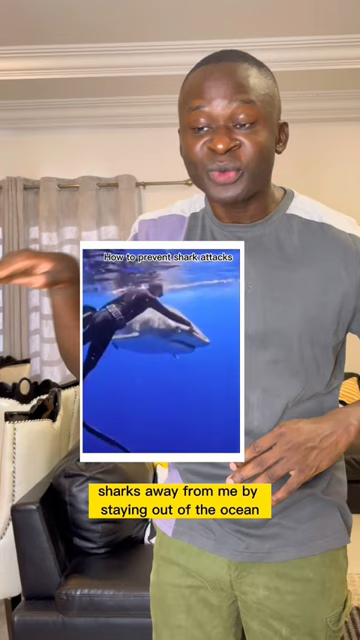 How to prevent shark attacks
sharks away from me by
staying out of the ocean